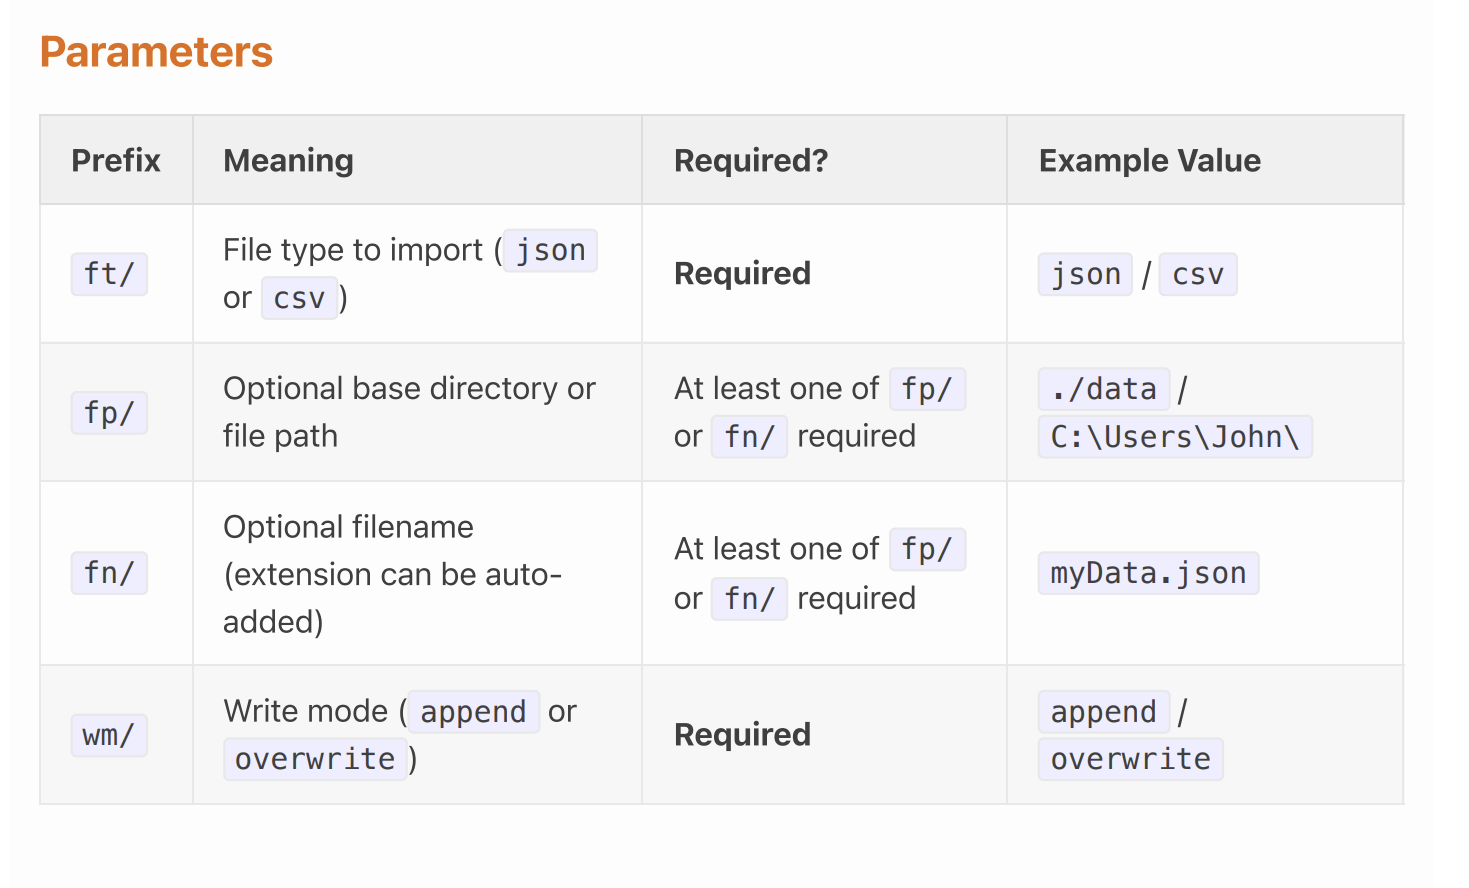 Parameters
Prefix Meaning Required? Example Value
ft/
File type to import (json
or csv)
Required
json / csv
fp/
Optional base directory or
file path
At least one of fp/
or fn/ required
./data /
C:\Users\John\
fn/
Optional filename
(extension can be auto-
added)
At least one of fp/
or fn/ required
myData.json
wm/
Write mode (append or
overwrite)
Required
append /
overwrite